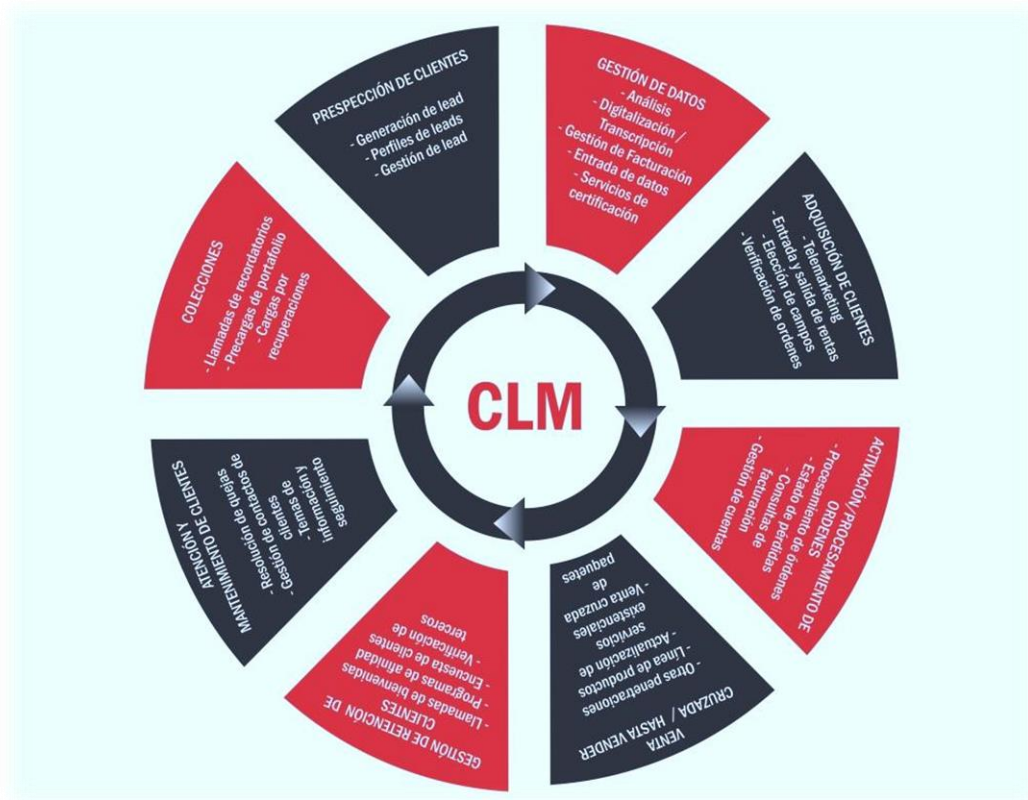 PRESPECCIÓN DE CLIENTES
- Generación de lead
- Perfiles de leads
- Gestión de lead
GESTIÓN DE DATOS
- Análisis
- Digitalización /
Transcripción
- Gestión de Facturación
- Entrada de datos
- Servicios de
certificación
ADQUISICIÓN DE CLIENTES
- Telemarketing
- Entrada y salida de rentas
- Elección de campos
- Verificación de ordenes
ACTIVACIÓN/PROCESAMIENTO DE
ORDENES
- Procesamiento de órdenes
- Estado de pérdidas
- Consultas de
facturación
- Gestión de cuentas
VENTA
CRUZADA / HASTA VENDER
- Otras penetraciones
- Línea de productos
- Actualización de
servicios
existenciales
- Venta cruzada
de
paquetes
GESTIÓN DE RETENCIÓN DE
CLIENTES
- Llamadas de bienvenidas
- Programas de afinidad
- Encuesta de clientes
- Verificación de
terceros
ATENCIÓN Y
MANTENIMIENTO DE CLIENTES
- Resolución de quejas
- Gestión de contactos de
clientes
- Temas de
información y
seguimiento
COLECCIONES
- Llamadas de recordatorios
- Precargas de portafolio
- Cargas por
recuperaciones
CLM